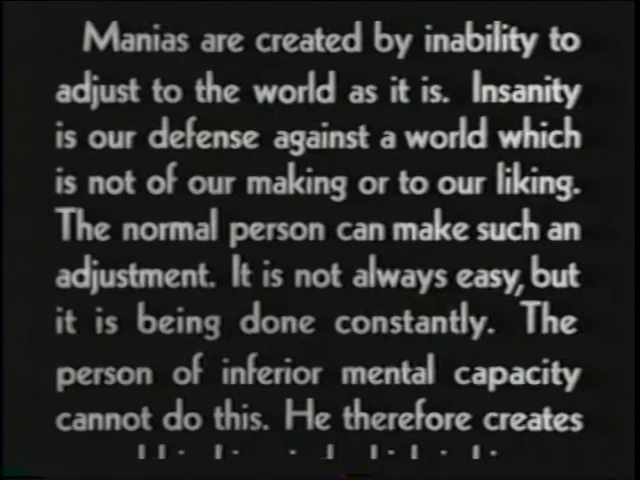 Manias are created by inability to
adjust to the world as it is. Insanity
is our defense against a world which
is not of our making or to our liking.
The normal person can make such an
adjustment. It is not always easy, but
it is being done constantly. The
person of inferior mental capacity
cannot do this. He therefore creates